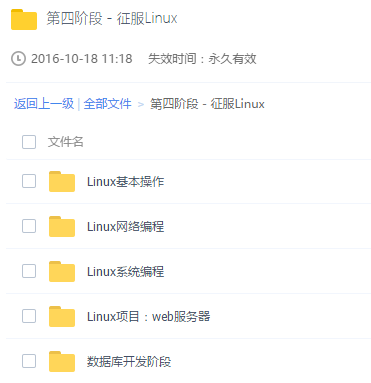 第四阶段 - 征服Linux
2016-10-18 11:18 失效时间：永久有效
返回上一级 | 全部文件 > 第四阶段 - 征服Linux
文件名
Linux基本操作
Linux网络编程
Linux系统编程
Linux项目：web服务器
数据库开发阶段